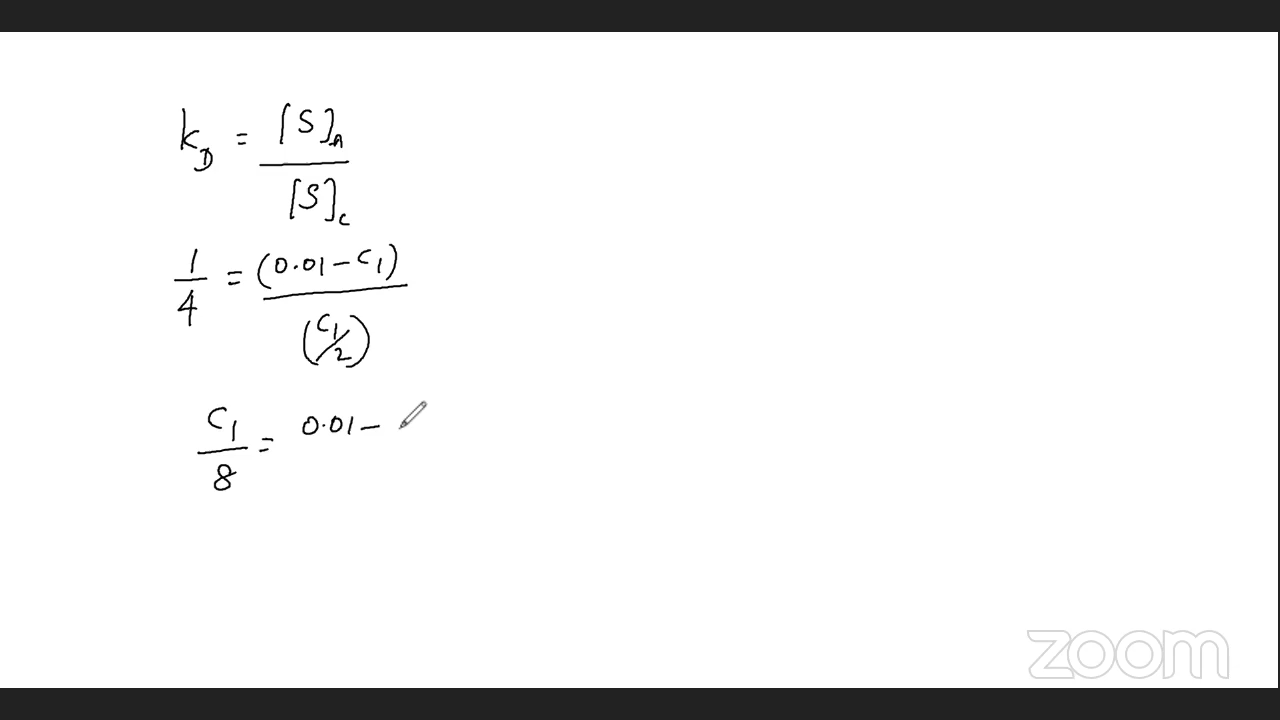 k_D = [S]_A / [S]_C
1/4 = (0.01 - C_1) / (C_1/2)
C_1/8 = 0.01 -
zoom